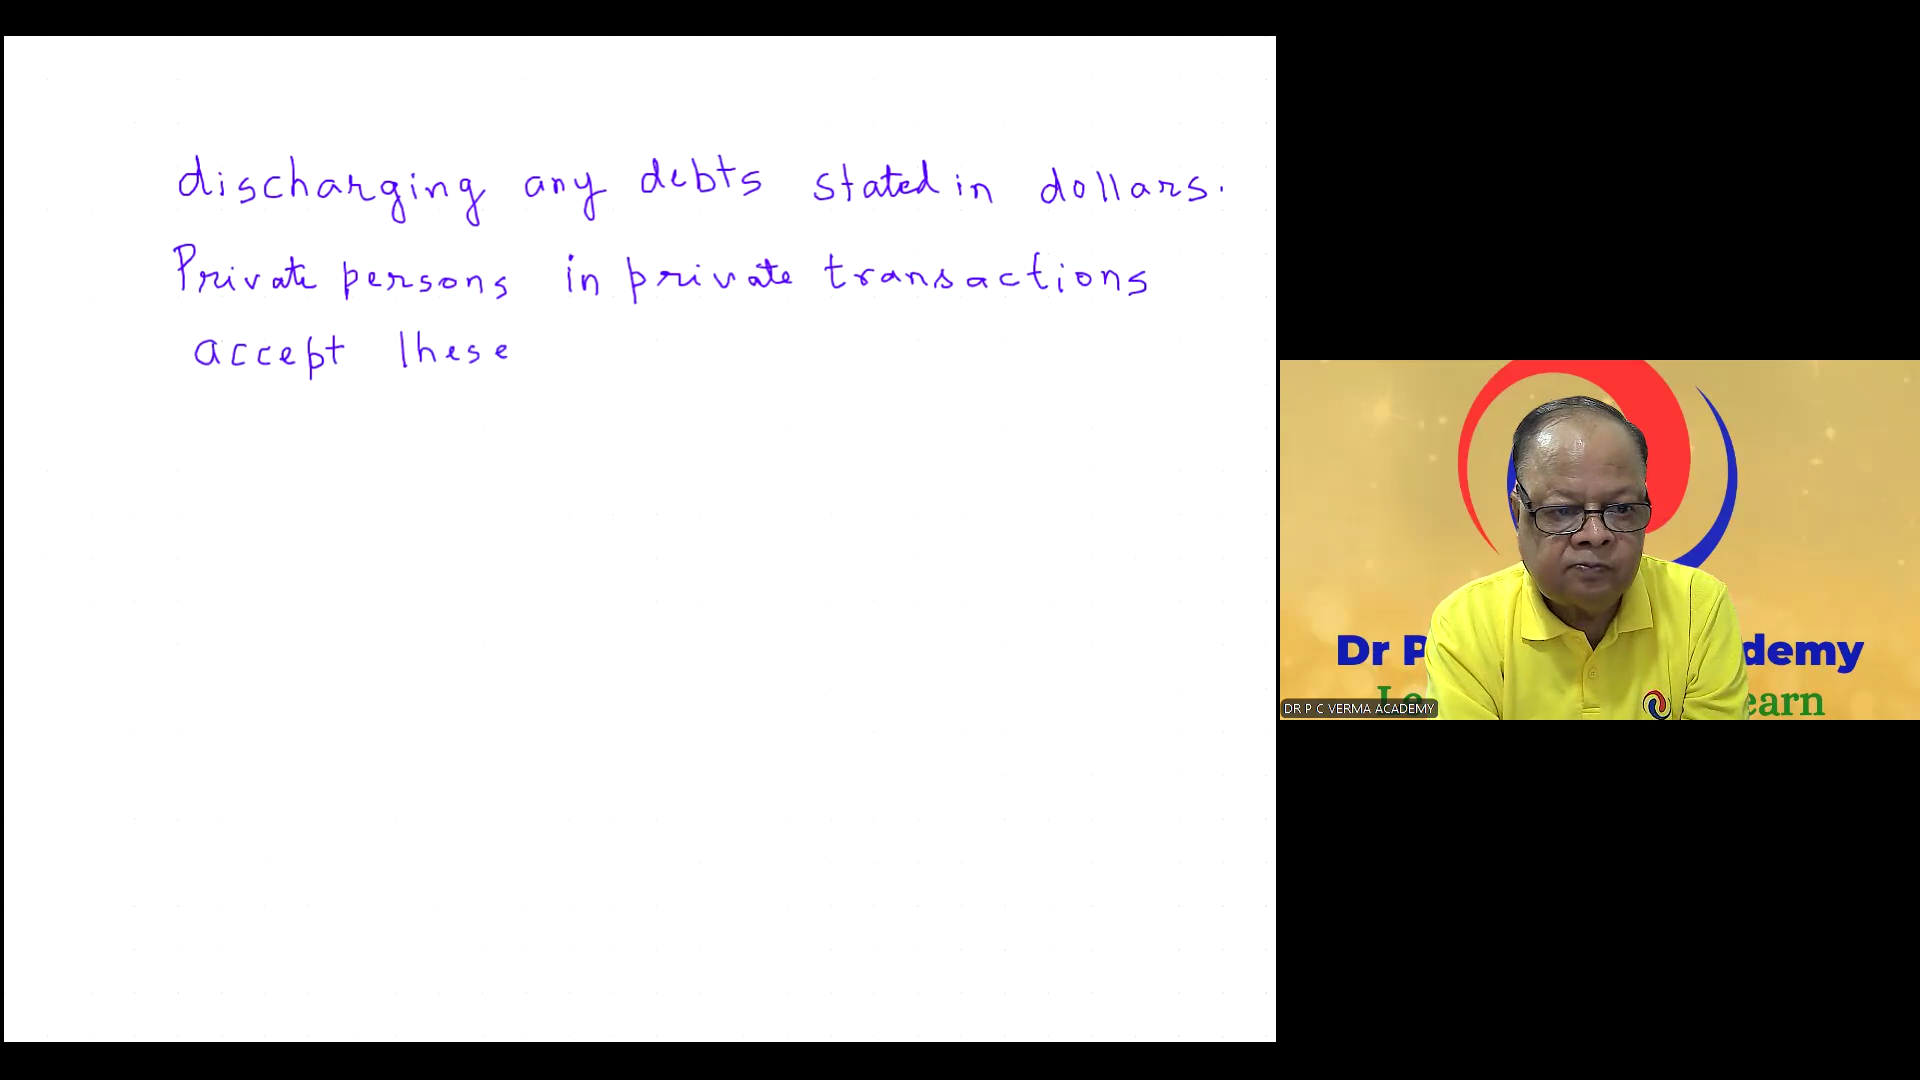 discharging any debts stated in dollars.
Private persons in private transactions
accept these
Dr P demy
Le earn
DR P C VERMA ACADEMY